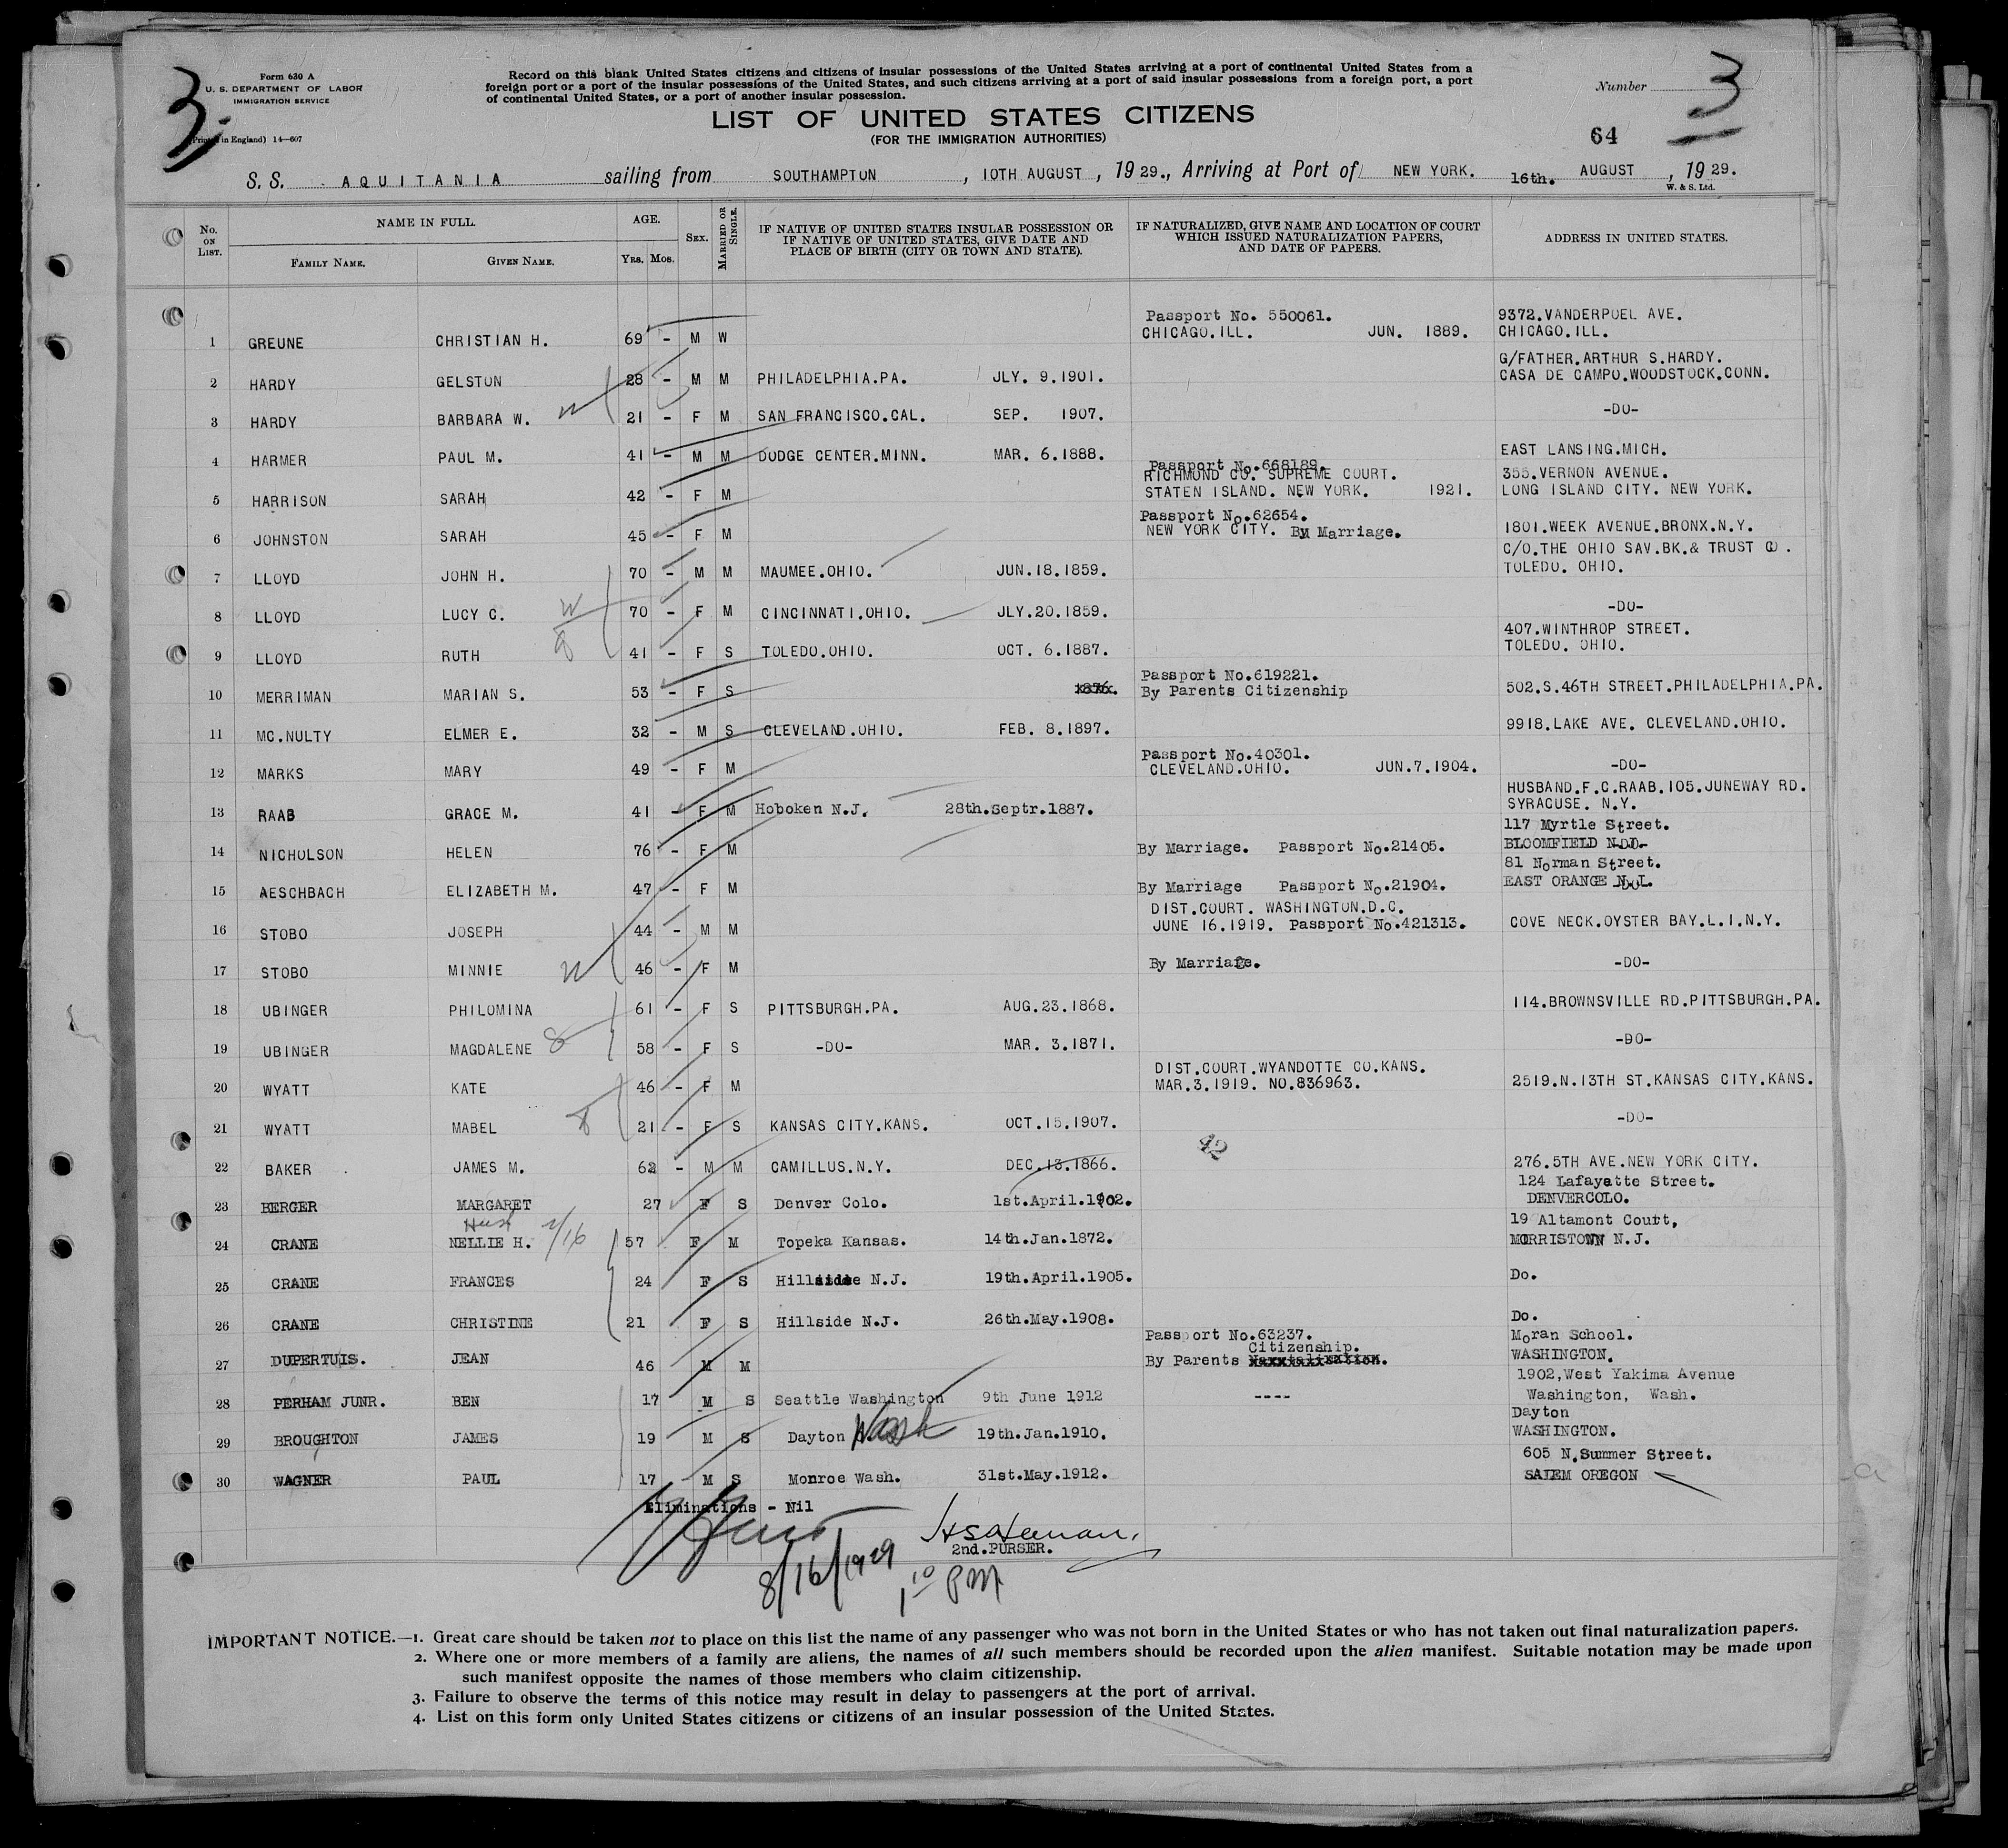 Form 630 A
U. S. DEPARTMENT OF LABOR
IMMIGRATION SERVICE
(Printed in England) 14—607
3
Record on this blank United States citizens and citizens of insular possessions of the United States arriving at a port of continental United States from a
foreign port or a port of the insular possessions of the United States, and such citizens arriving at a port of said insular possessions from a foreign port, a port
of continental United States, or a port of another insular possession.
Number 3
LIST OF UNITED STATES CITIZENS
(FOR THE IMMIGRATION AUTHORITIES)
64
S.S. AQUITANIA sailing from SOUTHAMPTON, 10TH AUGUST, 1929., Arriving at Port of NEW YORK. 16th. AUGUST, 1929.
W. & S. Ltd.
No. ON LIST. NAME IN FULL. AGE. SEX. MARRIED OR SINGLE. IF NATIVE OF UNITED STATES INSULAR POSSESSION OR IF NATIVE OF UNITED STATES, GIVE DATE AND PLACE OF BIRTH (CITY OR TOWN AND STATE). IF NATURALIZED, GIVE NAME AND LOCATION OF COURT WHICH ISSUED NATURALIZATION PAPERS, AND DATE OF PAPERS. ADDRESS IN UNITED STATES.
FAMILY NAME. GIVEN NAME. YRS. MOS.
Passport No. 550061. 9372.VANDERPOEL AVE.
1 GREUNE CHRISTIAN H. 69 - M W CHICAGO.ILL. JUN. 1889. CHICAGO.ILL.
G/FATHER.ARTHUR S.HARDY.
2 HARDY GELSTON 28 - M M PHILADELPHIA.PA. JLY. 9.1901. CASA DE CAMPO.WOODSTOCK.CONN.
3 HARDY BARBARA W. W 21 - F M SAN FRANCISCO.CAL. SEP. 1907. -DO-
4 HARMER PAUL M. 41 - M M DODGE CENTER.MINN. MAR. 6.1888. EAST LANSING.MICH.
Passport No.668189.
RICHMOND CO. SUPREME COURT. 355.VERNON AVENUE.
5 HARRISON SARAH 42 - F M STATEN ISLAND. NEW YORK. 1921. LONG ISLAND CITY. NEW YORK.
Passport No.62654.
6 JOHNSTON SARAH 45 - F M NEW YORK CITY. By Marriage. 1801.WEEK AVENUE.BRONX.N.Y.
C/O.THE OHIO SAV.BK.& TRUST CO.
7 LLOYD JOHN H. 70 - M M MAUMEE.OHIO. JUN.18.1859. TOLEDO. OHIO.
8 LLOYD LUCY C. W 70 - F M CINCINNATI.OHIO. JLY.20.1859. -DO-
407.WINTHROP STREET.
9 LLOYD RUTH 41 - F S TOLEDO.OHIO. OCT. 6.1887. TOLEDO. OHIO.
Passport No.619221.
10 MERRIMAN MARIAN S. 53 - F S 1876. By Parents Citizenship 502.S.46TH STREET.PHILADELPHIA.PA.
11 MC.NULTY ELMER E. 32 - M S CLEVELAND.OHIO. FEB. 8.1897. 9918.LAKE AVE. CLEVELAND.OHIO.
Passport No.40301.
12 MARKS MARY 49 - F M CLEVELAND.OHIO. JUN.7.1904. -DO-
HUSBAND.F.C.RAAB.105.JUNEWAY RD.
13 RAAB GRACE M. 41 - F M Hoboken N.J. 28th.Septr.1887. SYRACUSE. N.Y.
117 Myrtle Street.
14 NICHOLSON HELEN 76 - F M By Marriage. Passport No.21405. BLOOMFIELD N.J.
81 Norman Street.
15 AESCHBACH ELIZABETH M. 47 - F M By Marriage Passport No.21904. EAST ORANGE N.J.
DIST.COURT. WASHINGTON.D.C.
16 STOBO JOSEPH 44 - M M JUNE 16.1919. Passport No.421313. COVE NECK.OYSTER BAY.L.I.N.Y.
17 STOBO MINNIE W 46 - F M By Marriage. -DO-
18 UBINGER PHILOMINA 61 - F S PITTSBURGH.PA. AUG.23.1868. 114.BROWNSVILLE RD.PITTSBURGH.PA.
19 UBINGER MAGDALENE 58 - F S -DO- MAR. 3.1871. -DO-
DIST.COURT.WYANDOTTE CO.KANS.
20 WYATT KATE 46 - F M MAR.3.1919. NO.836963. 2519.N.13TH ST.KANSAS CITY.KANS.
21 WYATT MABEL 21 - F S KANSAS CITY.KANS. OCT.15.1907. -DO-
42
22 BAKER JAMES M. 62 - M M CAMILLUS.N.Y. DEC.13.1866. 276.5TH AVE.NEW YORK CITY.
124 Lafayette Street.
23 BERGER MARGARET 27 F S Denver Colo. 1st.April.1902. DENVERCOLO.
19 Altamont Court,
24 CRANE NELLIE H. 57 F M Topeka Kansas. 14th.Jan.1872. MORRISTOWN N.J.
25 CRANE FRANCES 24 F S Hillside N.J. 19th.April.1905. Do.
26 CRANE CHRISTINE 21 F S Hillside N.J. 26th.May.1908. Do.
Passport No.63237. Moran School.
Citizenship.
27 DUPERTUIS. JEAN 46 M M By Parents WASHINGTON.
1902,West Yakima Avenue
28 PERHAM JUNR. BEN 17 M S Seattle Washington 9th June 1912 ---- Washington, Wash.
Dayton
29 BROUGHTON JAMES 19 M S Dayton Wash 19th.Jan.1910. WASHINGTON.
605 N.Summer Street.
30 WAGNER PAUL 17 M S Monroe Wash. 31st.May.1912. SALEM OREGON
Eliminations - Nil
2nd.PURSER.
8/16/1929
1 10 PM
IMPORTANT NOTICE.—1. Great care should be taken not to place on this list the name of any passenger who was not born in the United States or who has not taken out final naturalization papers.
2. Where one or more members of a family are aliens, the names of all such members should be recorded upon the alien manifest. Suitable notation may be made upon
such manifest opposite the names of those members who claim citizenship.
3. Failure to observe the terms of this notice may result in delay to passengers at the port of arrival.
4. List on this form only United States citizens or citizens of an insular possession of the United States.